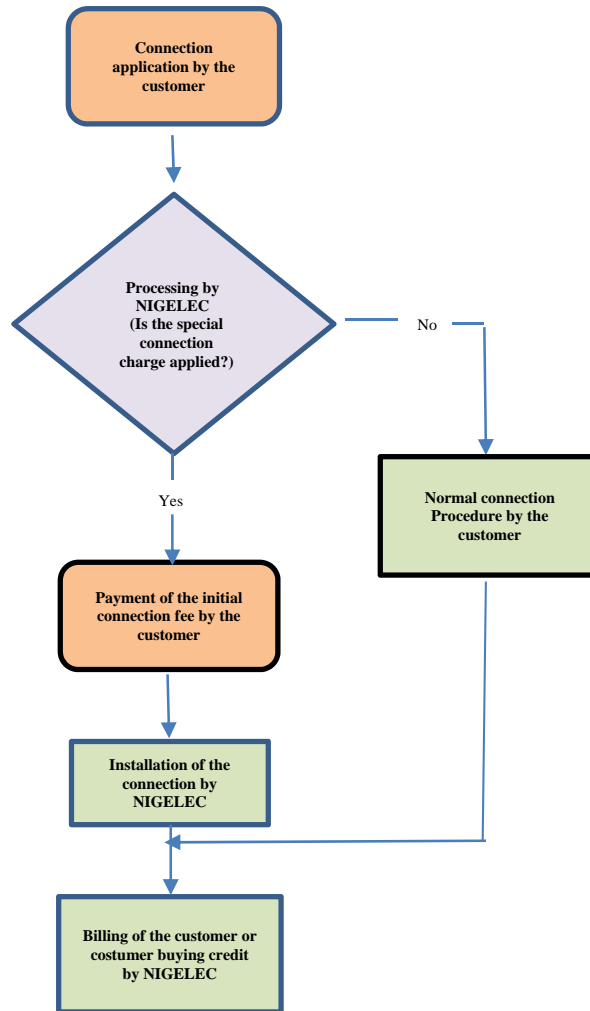 Connection
application by the
customer
Processing by
NIGELEC
(Is the special
connection
charge applied?)
No
Yes
Normal connection
Procedure by the
customer
Payment of the initial
connection fee by the
customer
Installation of the
connection by
NIGELEC
Billing of the customer or
costumer buying credit
by NIGELEC